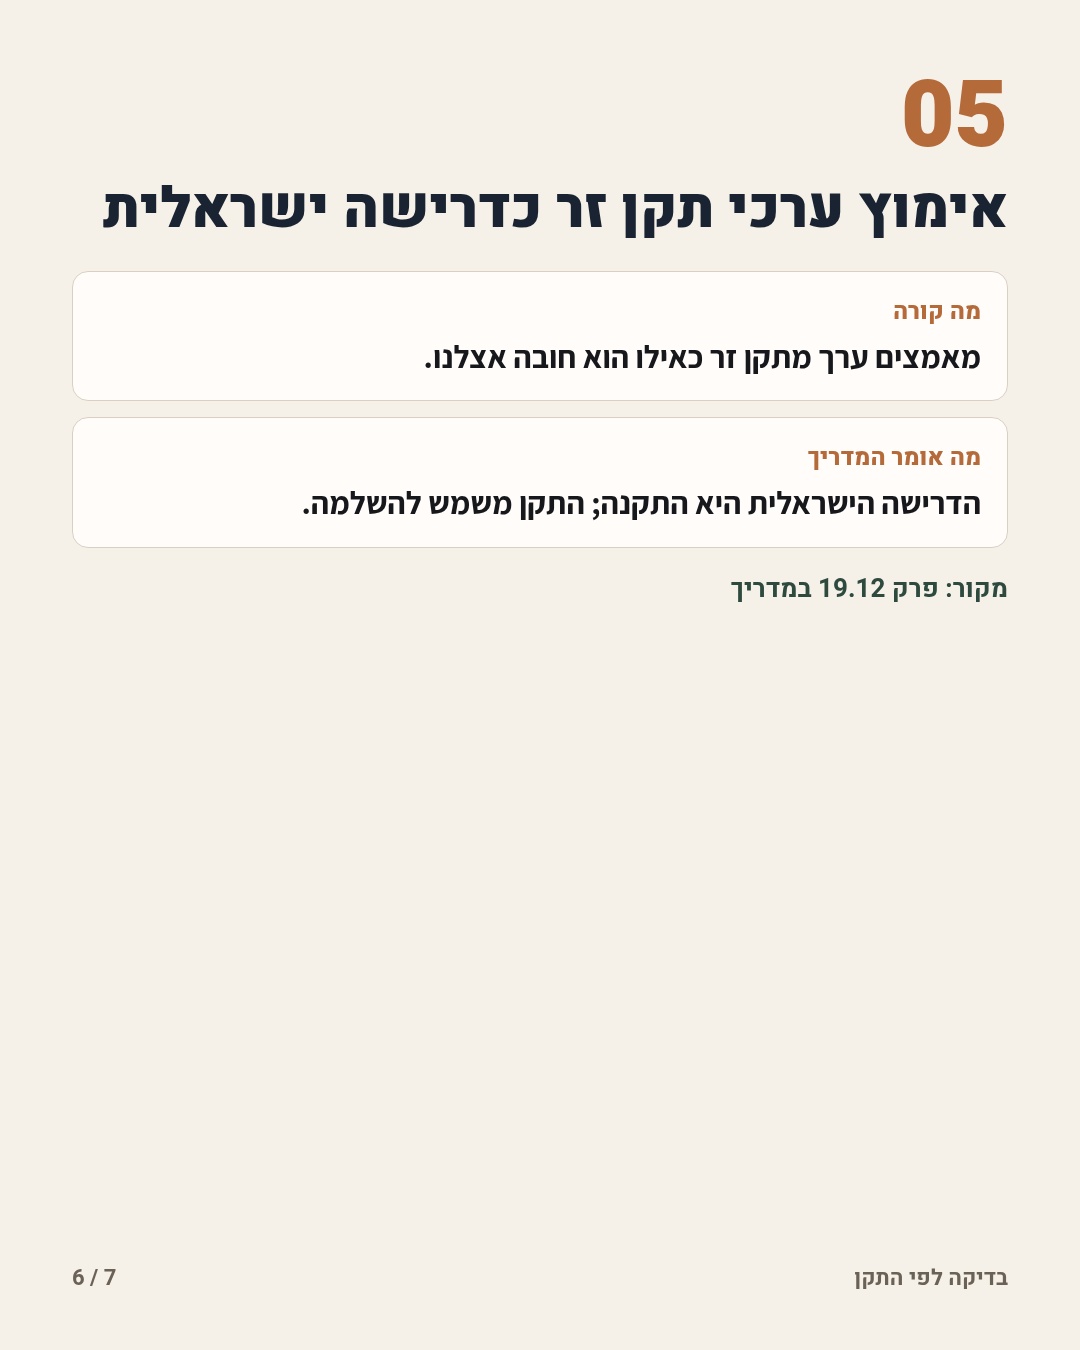 05
אימוץ ערכי תקן זר כדרישה ישראלית
מה קורה
מאמצים ערך מתקן זר כאילו הוא חובה אצלנו.
מה אומר המדריך
הדרישה הישראלית היא התקנה; התקן משמש להשלמה.
מקור: פרק 19.12 במדריך
בדיקה לפי התקן
6 / 7